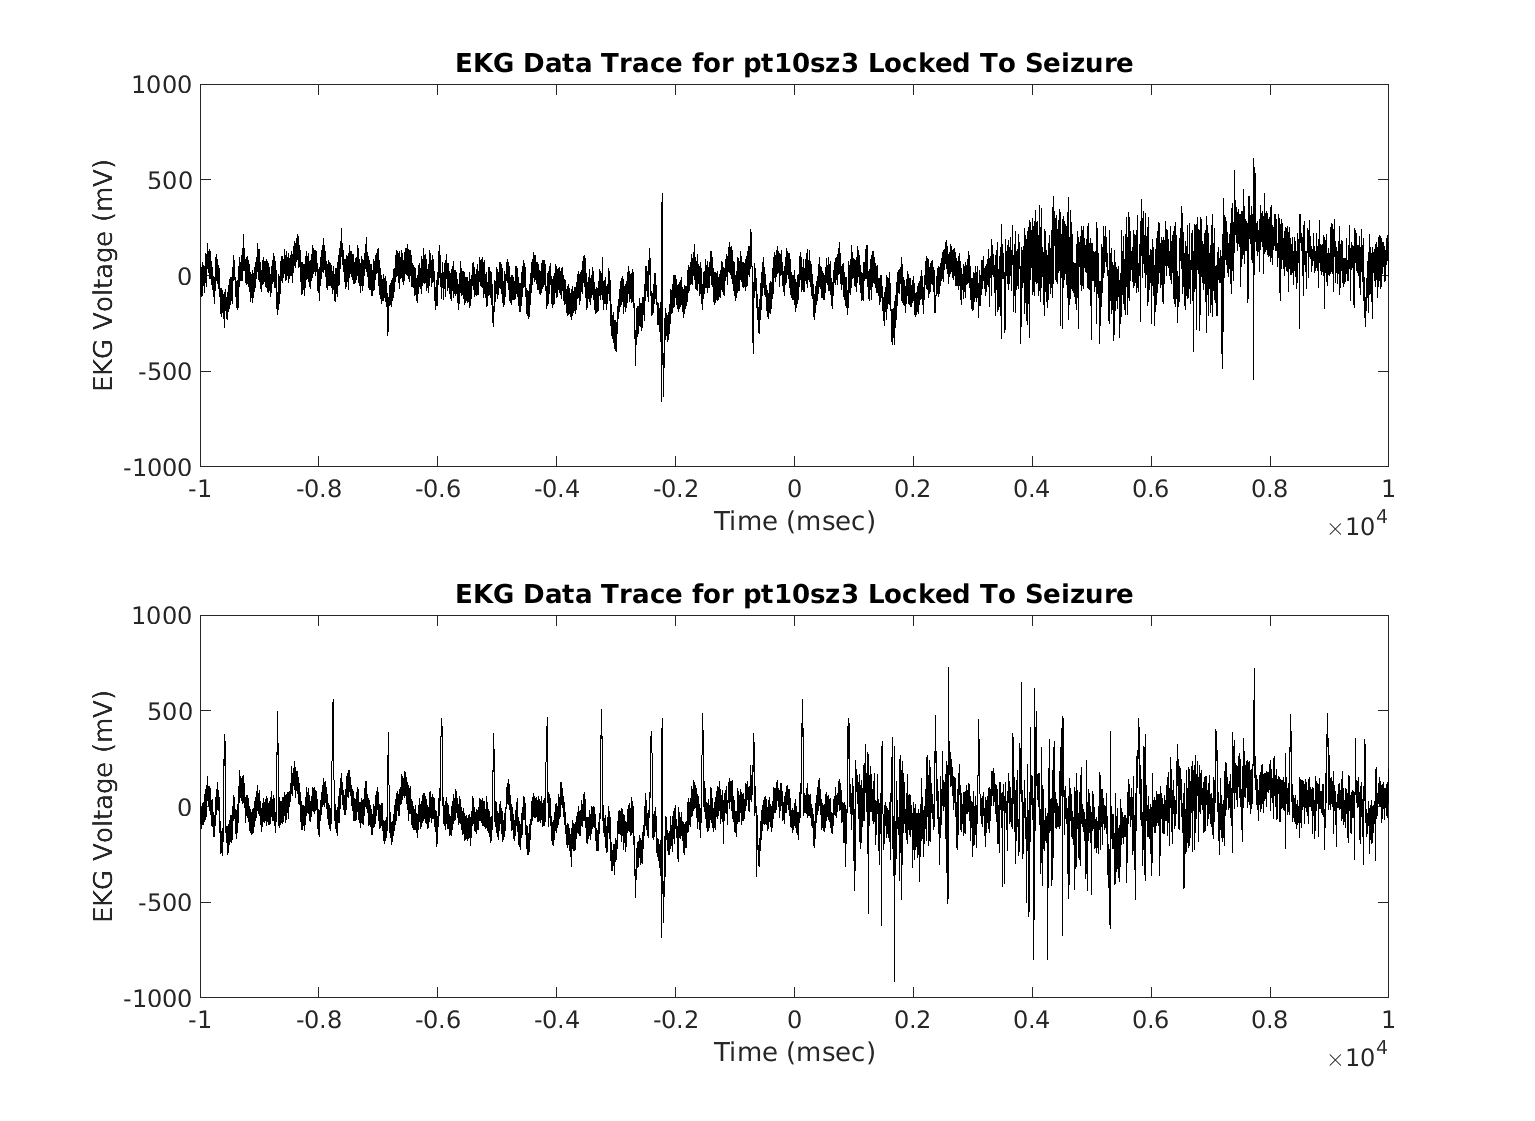 EKG Data Trace for pt10sz3 Locked To Seizure
1000
500
0
-500
-1000
EKG Voltage (mV)
-1 -0.8 -0.6 -0.4 -0.2 0 0.2 0.4 0.6 0.8 1
Time (msec)
×10^4
EKG Data Trace for pt10sz3 Locked To Seizure
1000
500
0
-500
-1000
EKG Voltage (mV)
-1 -0.8 -0.6 -0.4 -0.2 0 0.2 0.4 0.6 0.8 1
Time (msec)
×10^4